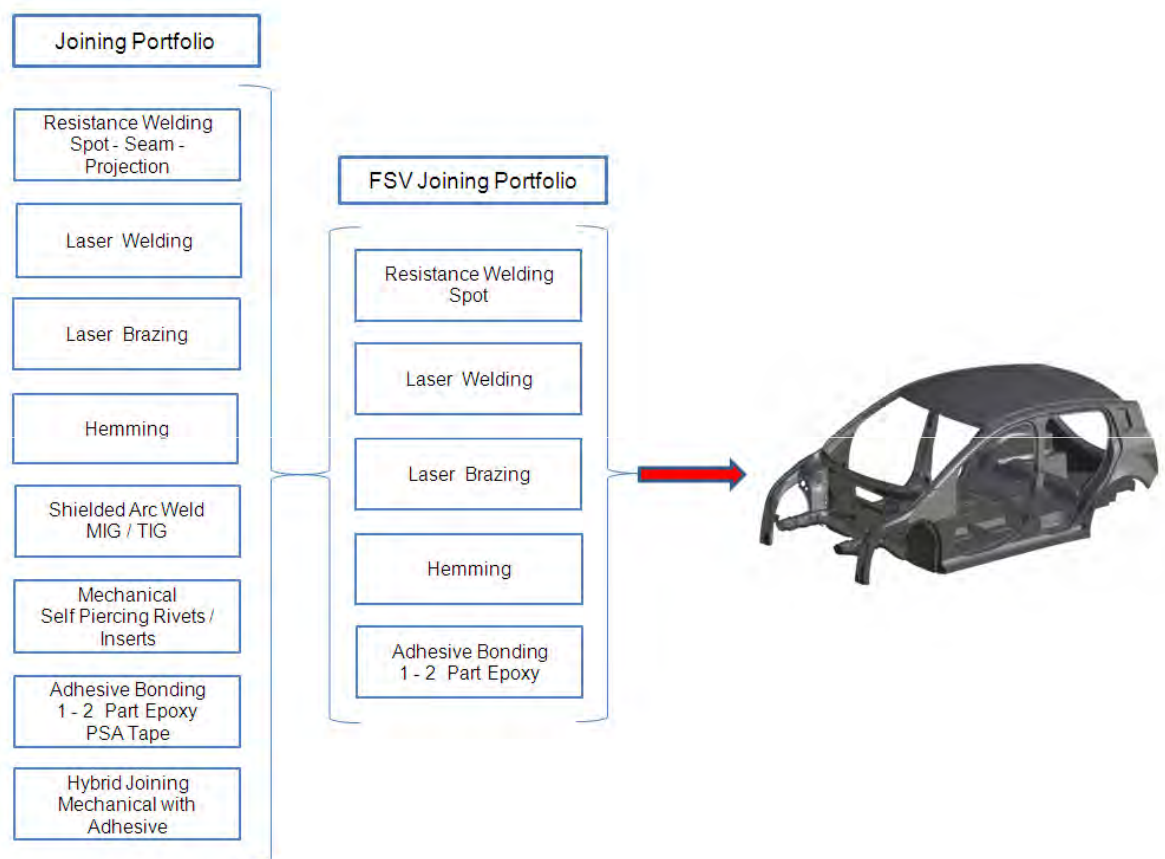 Joining Portfolio
Resistance Welding
Spot - Seam -
Projection
Laser Welding
Laser Brazing
Hemming
Shielded Arc Weld
MIG / TIG
Mechanical
Self Piercing Rivets /
Inserts
Adhesive Bonding
1 - 2 Part Epoxy
PSA Tape
Hybrid Joining
Mechanical with
Adhesive
FSV Joining Portfolio
Resistance Welding
Spot
Laser Welding
Laser Brazing
Hemming
Adhesive Bonding
1 - 2 Part Epoxy